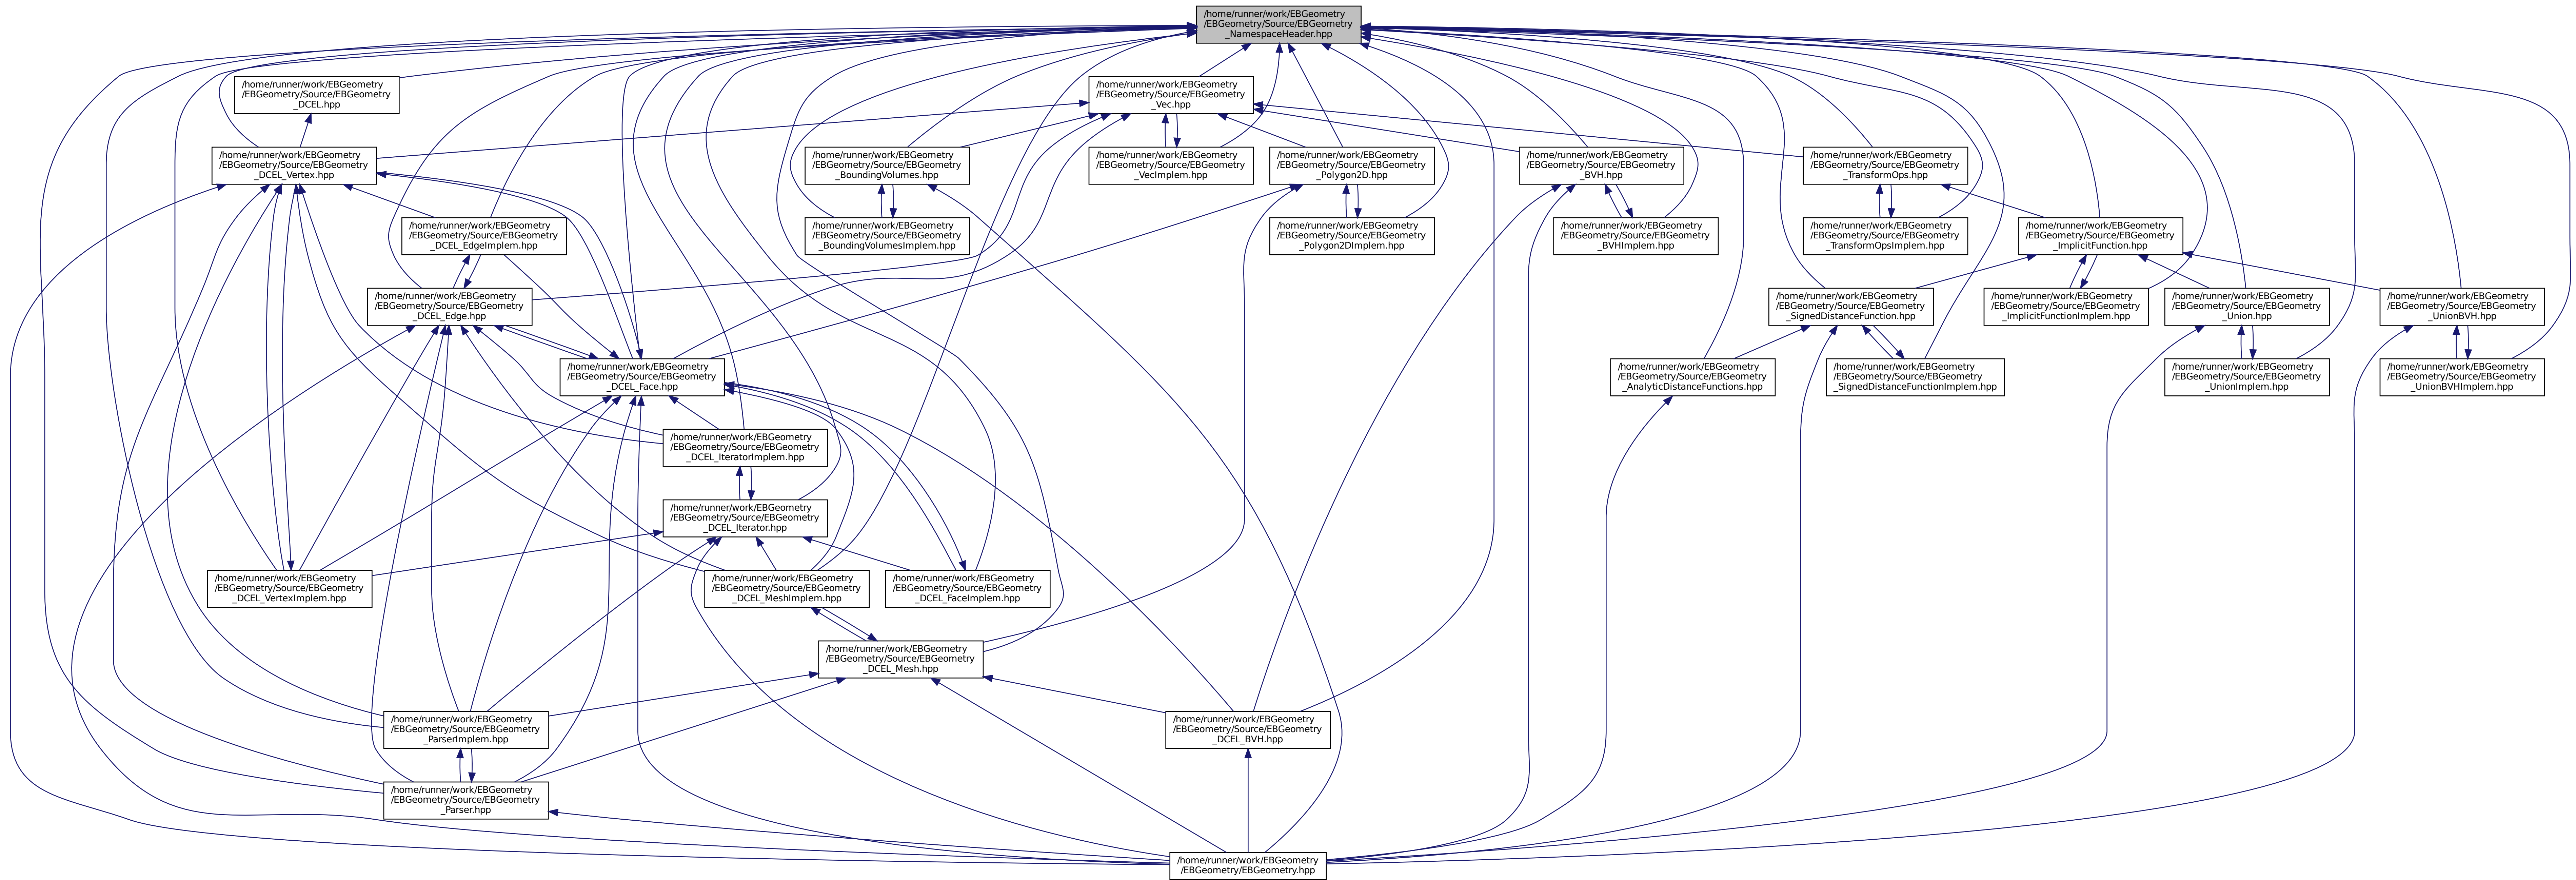 /home/runner/work/EBGeometry
/EBGeometry/Source/EBGeometry
_NamespaceHeader.hpp
/home/runner/work/EBGeometry
/EBGeometry/Source/EBGeometry
_DCEL.hpp
/home/runner/work/EBGeometry
/EBGeometry/Source/EBGeometry
_Vec.hpp
/home/runner/work/EBGeometry
/EBGeometry/Source/EBGeometry
_DCEL_Vertex.hpp
/home/runner/work/EBGeometry
/EBGeometry/Source/EBGeometry
_BoundingVolumes.hpp
/home/runner/work/EBGeometry
/EBGeometry/Source/EBGeometry
_VecImplem.hpp
/home/runner/work/EBGeometry
/EBGeometry/Source/EBGeometry
_Polygon2D.hpp
/home/runner/work/EBGeometry
/EBGeometry/Source/EBGeometry
_BVH.hpp
/home/runner/work/EBGeometry
/EBGeometry/Source/EBGeometry
_TransformOps.hpp
/home/runner/work/EBGeometry
/EBGeometry/Source/EBGeometry
_DCEL_EdgeImplem.hpp
/home/runner/work/EBGeometry
/EBGeometry/Source/EBGeometry
_BoundingVolumesImplem.hpp
/home/runner/work/EBGeometry
/EBGeometry/Source/EBGeometry
_Polygon2DImplem.hpp
/home/runner/work/EBGeometry
/EBGeometry/Source/EBGeometry
_BVHImplem.hpp
/home/runner/work/EBGeometry
/EBGeometry/Source/EBGeometry
_TransformOpsImplem.hpp
/home/runner/work/EBGeometry
/EBGeometry/Source/EBGeometry
_ImplicitFunction.hpp
/home/runner/work/EBGeometry
/EBGeometry/Source/EBGeometry
_DCEL_Edge.hpp
/home/runner/work/EBGeometry
/EBGeometry/Source/EBGeometry
_SignedDistanceFunction.hpp
/home/runner/work/EBGeometry
/EBGeometry/Source/EBGeometry
_ImplicitFunctionImplem.hpp
/home/runner/work/EBGeometry
/EBGeometry/Source/EBGeometry
_Union.hpp
/home/runner/work/EBGeometry
/EBGeometry/Source/EBGeometry
_UnionBVH.hpp
/home/runner/work/EBGeometry
/EBGeometry/Source/EBGeometry
_DCEL_Face.hpp
/home/runner/work/EBGeometry
/EBGeometry/Source/EBGeometry
_AnalyticDistanceFunctions.hpp
/home/runner/work/EBGeometry
/EBGeometry/Source/EBGeometry
_SignedDistanceFunctionImplem.hpp
/home/runner/work/EBGeometry
/EBGeometry/Source/EBGeometry
_UnionImplem.hpp
/home/runner/work/EBGeometry
/EBGeometry/Source/EBGeometry
_UnionBVHImplem.hpp
/home/runner/work/EBGeometry
/EBGeometry/Source/EBGeometry
_DCEL_IteratorImplem.hpp
/home/runner/work/EBGeometry
/EBGeometry/Source/EBGeometry
_DCEL_Iterator.hpp
/home/runner/work/EBGeometry
/EBGeometry/Source/EBGeometry
_DCEL_VertexImplem.hpp
/home/runner/work/EBGeometry
/EBGeometry/Source/EBGeometry
_DCEL_MeshImplem.hpp
/home/runner/work/EBGeometry
/EBGeometry/Source/EBGeometry
_DCEL_FaceImplem.hpp
/home/runner/work/EBGeometry
/EBGeometry/Source/EBGeometry
_DCEL_Mesh.hpp
/home/runner/work/EBGeometry
/EBGeometry/Source/EBGeometry
_ParserImplem.hpp
/home/runner/work/EBGeometry
/EBGeometry/Source/EBGeometry
_DCEL_BVH.hpp
/home/runner/work/EBGeometry
/EBGeometry/Source/EBGeometry
_Parser.hpp
/home/runner/work/EBGeometry
/EBGeometry/EBGeometry.hpp